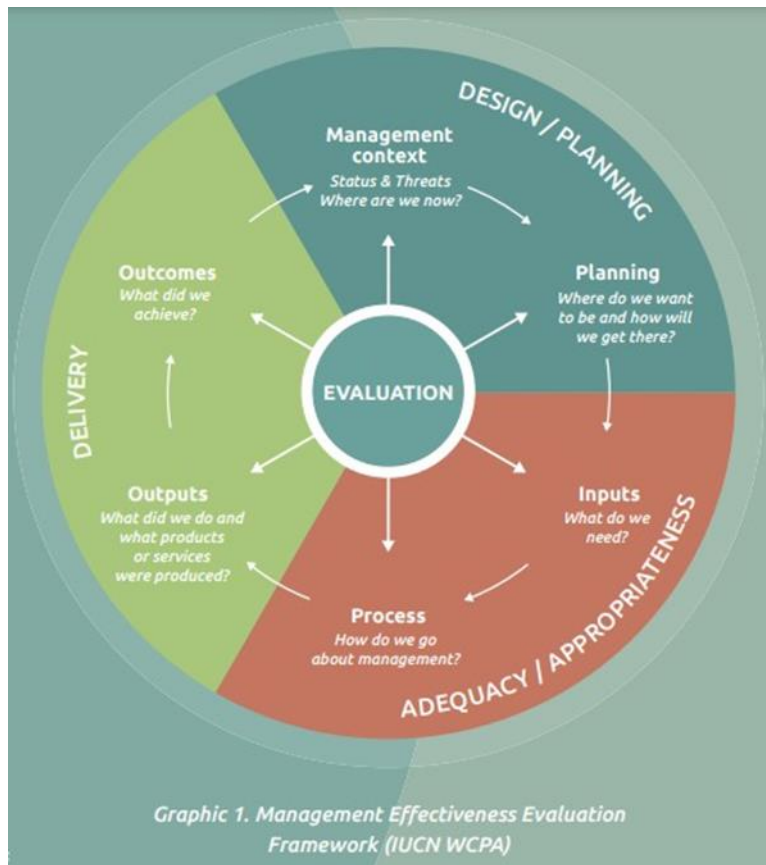 DESIGN / PLANNING
Management
context
Status & Threats
Where are we now?
Planning
Where do we want
to be and how will
we get there?
Outcomes
What did we
achieve?
DELIVERY
EVALUATION
Outputs
What did we do and
what products
or services
were produced?
Inputs
What do we
need?
Process
How do we go
about management?
ADEQUACY / APPROPRIATENESS
Graphic 1. Management Effectiveness Evaluation
Framework (IUCN WCPA)